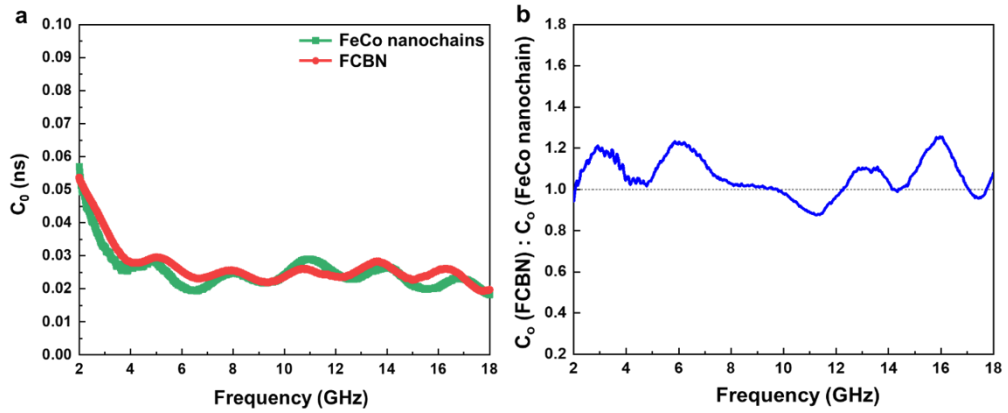 a
0.10
0.09
0.08
0.07
0.06
0.05
0.04
0.03
0.02
0.01
0.00
C₀ (ns)
FeCo nanochains
FCBN
2 4 6 8 10 12 14 16 18
Frequency (GHz)
b
1.8
1.6
1.4
1.2
1.0
0.8
0.6
0.4
0.2
Cₒ (FCBN) : Cₒ (FeCo nanochain)
2 4 6 8 10 12 14 16 18
Frequency (GHz)